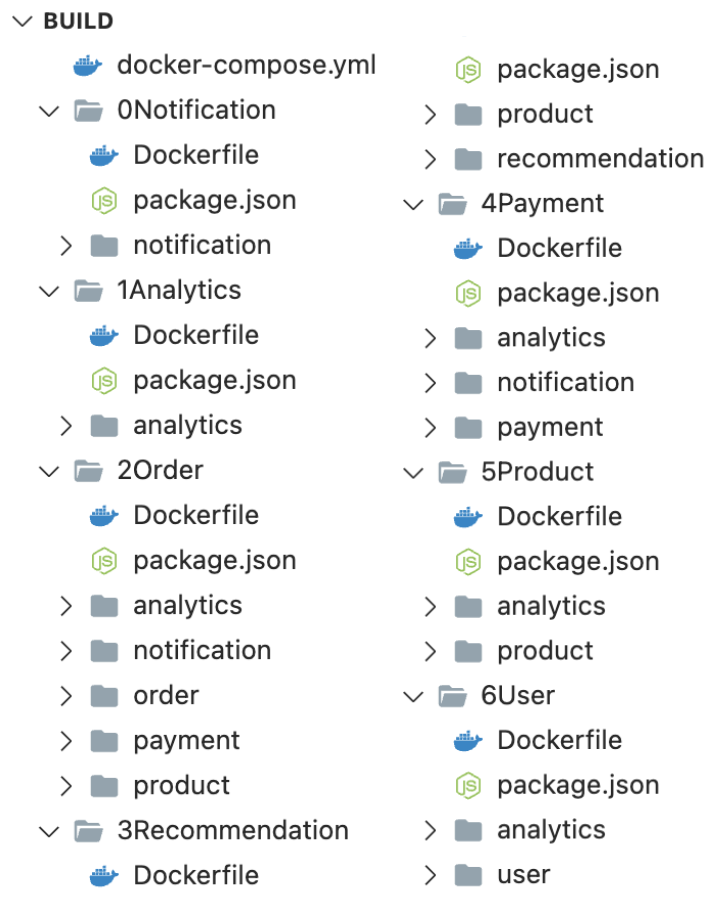 BUILD
docker-compose.yml
0Notification
Dockerfile
package.json
notification
1Analytics
Dockerfile
package.json
analytics
2Order
Dockerfile
package.json
analytics
notification
order
payment
product
3Recommendation
Dockerfile
package.json
product
recommendation
4Payment
Dockerfile
package.json
analytics
notification
payment
5Product
Dockerfile
package.json
analytics
product
6User
Dockerfile
package.json
analytics
user